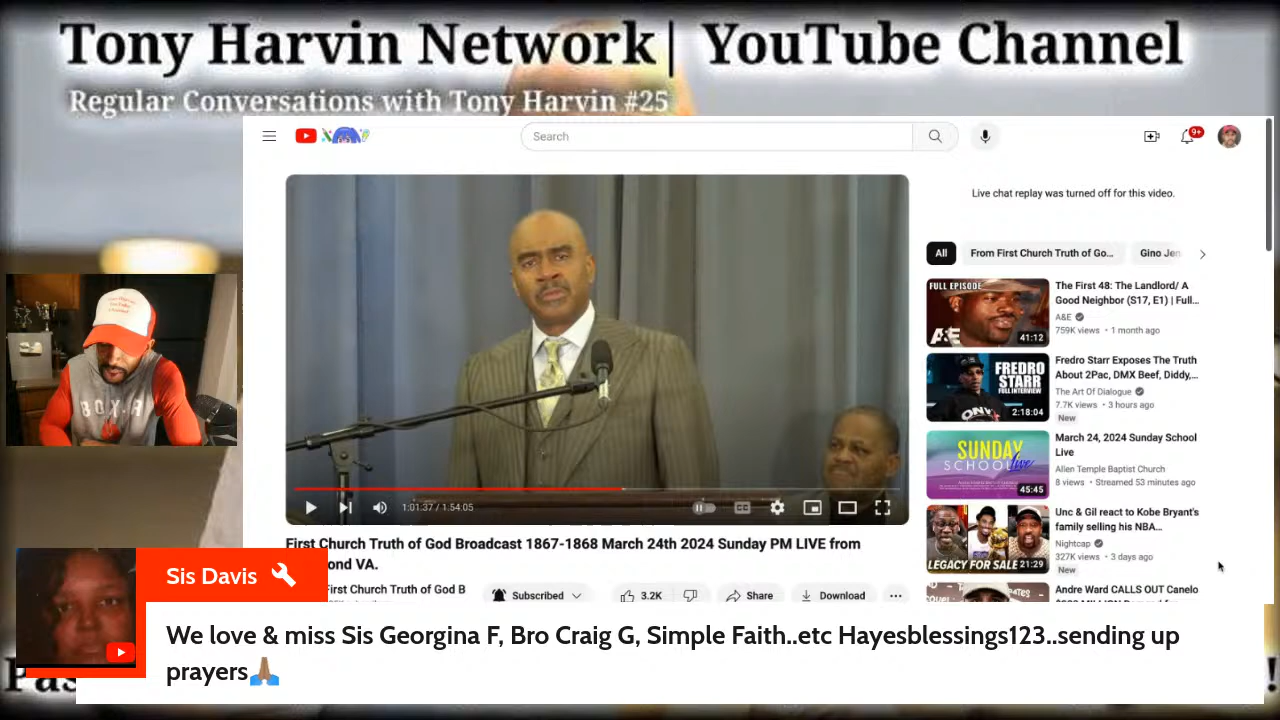 Tony Harvin Network| YouTube Channel
Regular Conversations with Tony Harvin #25
Search
9+
Live chat replay was turned off for this video.
All
From First Church Truth of Go...
Gino Jen
FULL EPISODE
A&E
41:12
The First 48: The Landlord/ A
Good Neighbor (S17, E1) | Full...
A&E
759K views • 1 month ago
FREDRO
STARR
FULL INTERVIEW
2:18:04
Fredro Starr Exposes The Truth
About 2Pac, DMX Beef, Diddy,...
The Art Of Dialogue
7.7K views • 3 hours ago
New
SUNDAY
SCHOOL Live
45:45
March 24, 2024 Sunday School
Live
Allen Temple Baptist Church
8 views • Streamed 53 minutes ago
LEGACY FOR SALE
21:29
Unc & Gil react to Kobe Bryant's
family selling his NBA...
Nightcap
327K views • 3 days ago
New
Andre Ward CALLS OUT Canelo
1:01:37 / 1:54:05
CC
First Church Truth of God Broadcast 1867-1868 March 24th 2024 Sunday PM LIVE from
ond VA.
First Church Truth of God B
Subscribed
3.2K
Share
Download
Sis Davis
We love & miss Sis Georgina F, Bro Craig G, Simple Faith..etc Hayesblessings123..sending up
prayers🙏🏽
Pas
!